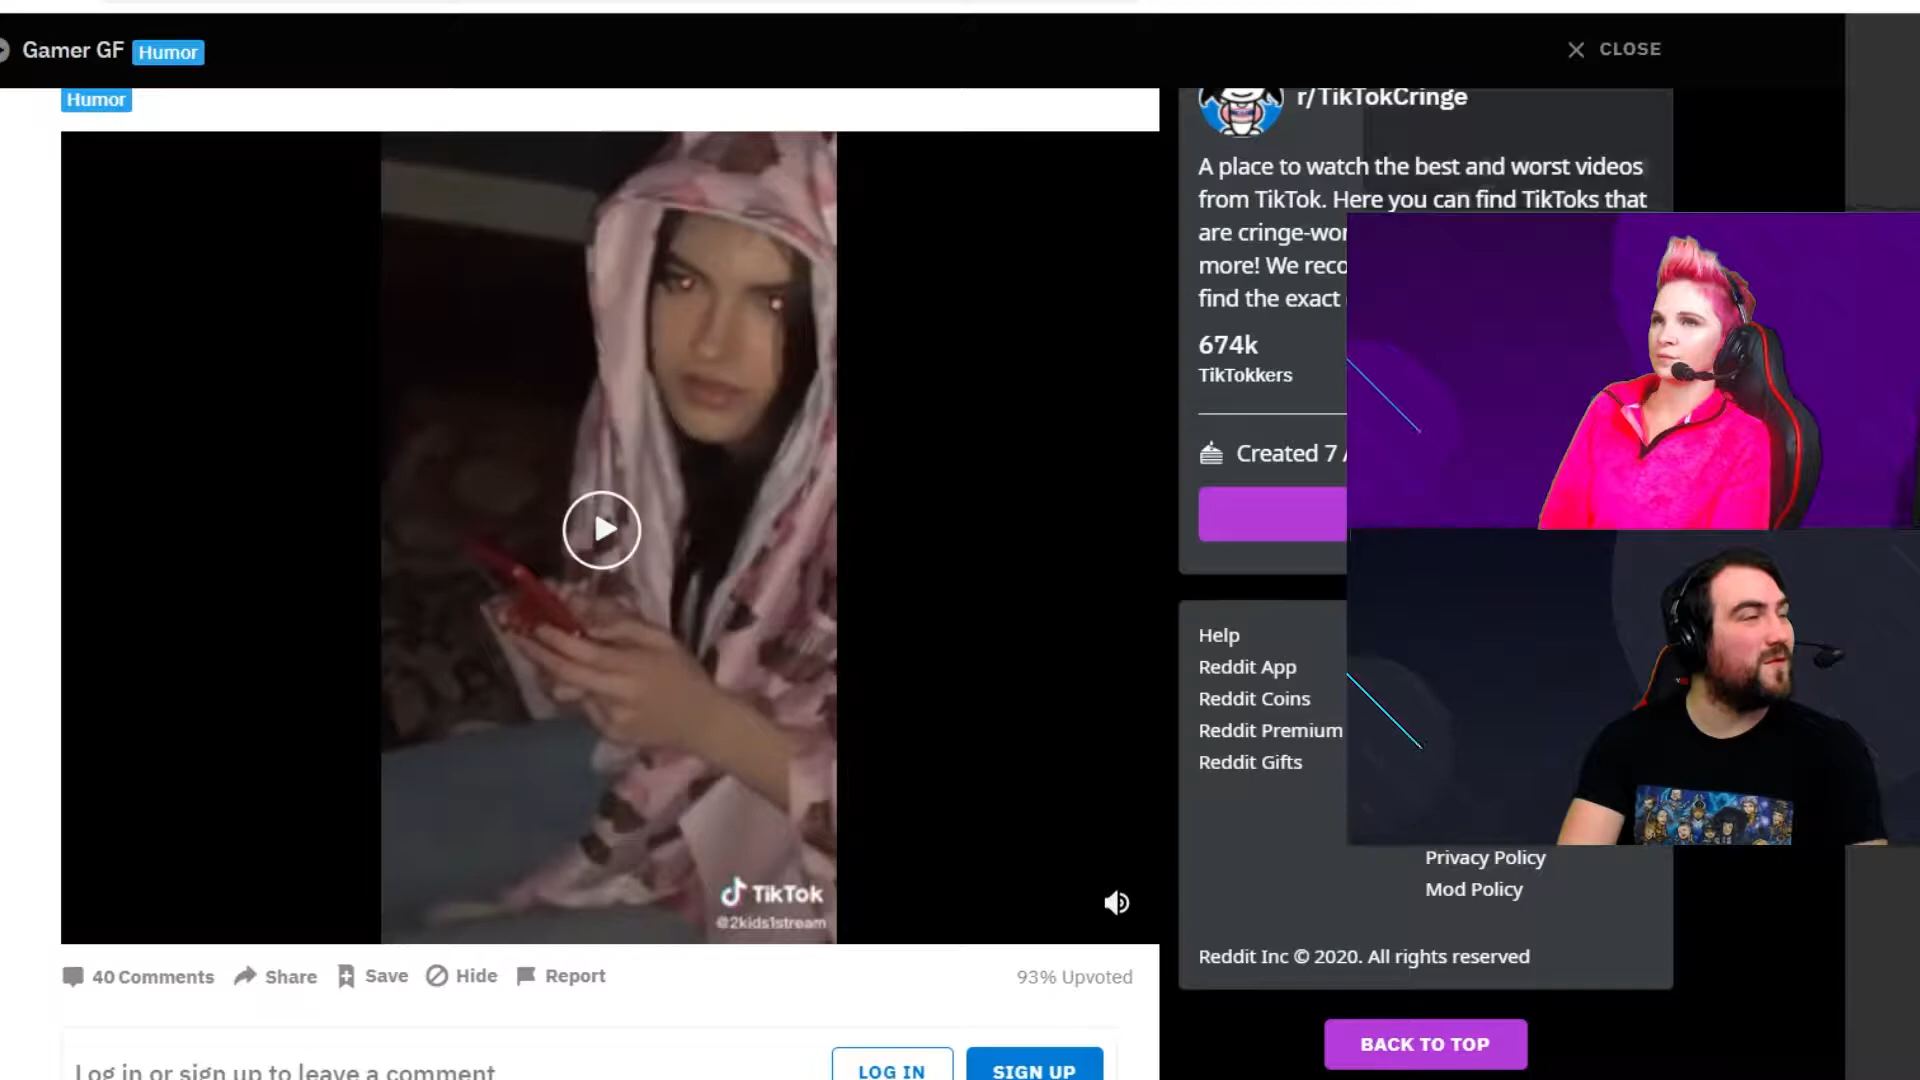 Gamer GF Humor
CLOSE
Humor
r/TikTokCringe
A place to watch the best and worst videos
from TikTok. Here you can find TikToks that
are cringe-wor
more! We reco
find the exact
674k
TikTokkers
Created 7
Help
Reddit App
Reddit Coins
Reddit Premium
Reddit Gifts
Privacy Policy
Mod Policy
Reddit Inc © 2020. All rights reserved
BACK TO TOP
TikTok
@2kids1stream
40 Comments Share Save Hide Report 93% Upvoted
Log in or sign up to leave a comment LOG IN SIGN UP